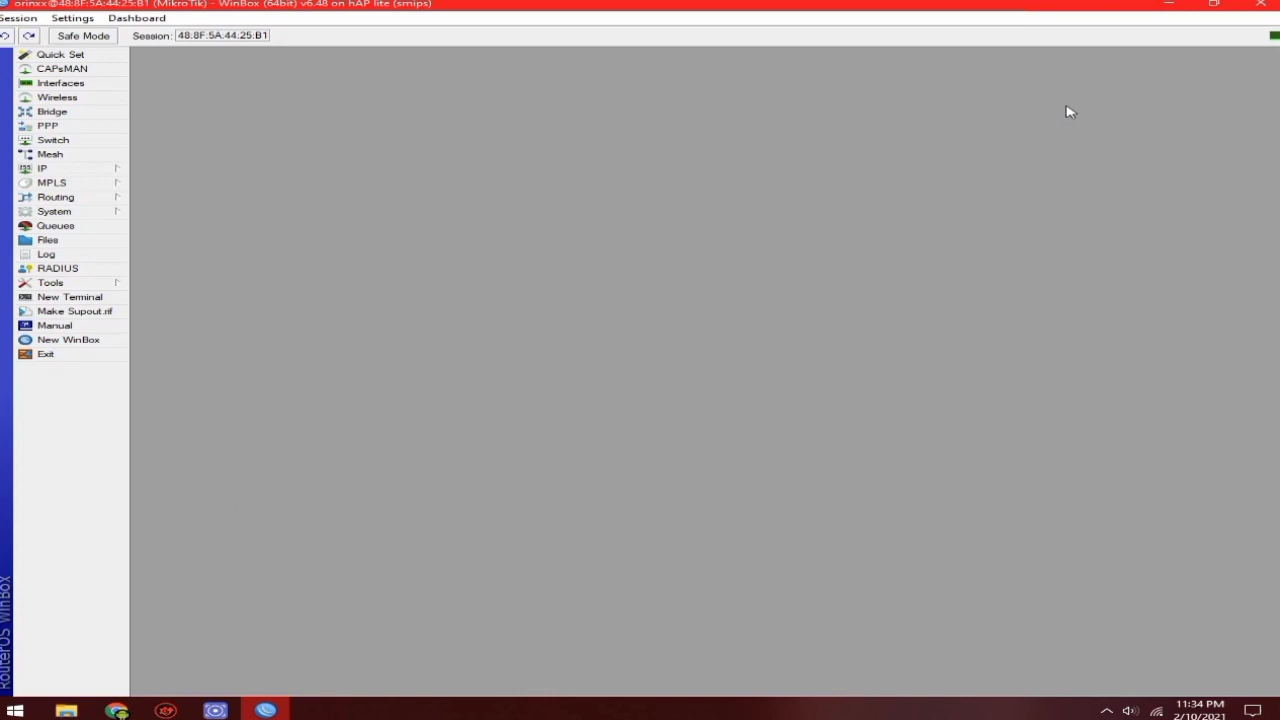 orinxx@48:8F:5A:44:25:B1 (MikroTik) - WinBox (64bit) v6.48 on hAP lite (smips)
Session Settings Dashboard
Safe Mode Session: 48:8F:5A:44:25:B1
Quick Set
CAPsMAN
Interfaces
Wireless
Bridge
PPP
Switch
Mesh
IP
MPLS
Routing
System
Queues
Files
Log
RADIUS
Tools
New Terminal
Make Supout.rif
Manual
New WinBox
Exit
RouterOS WinBox
11:34 PM
2/10/2021